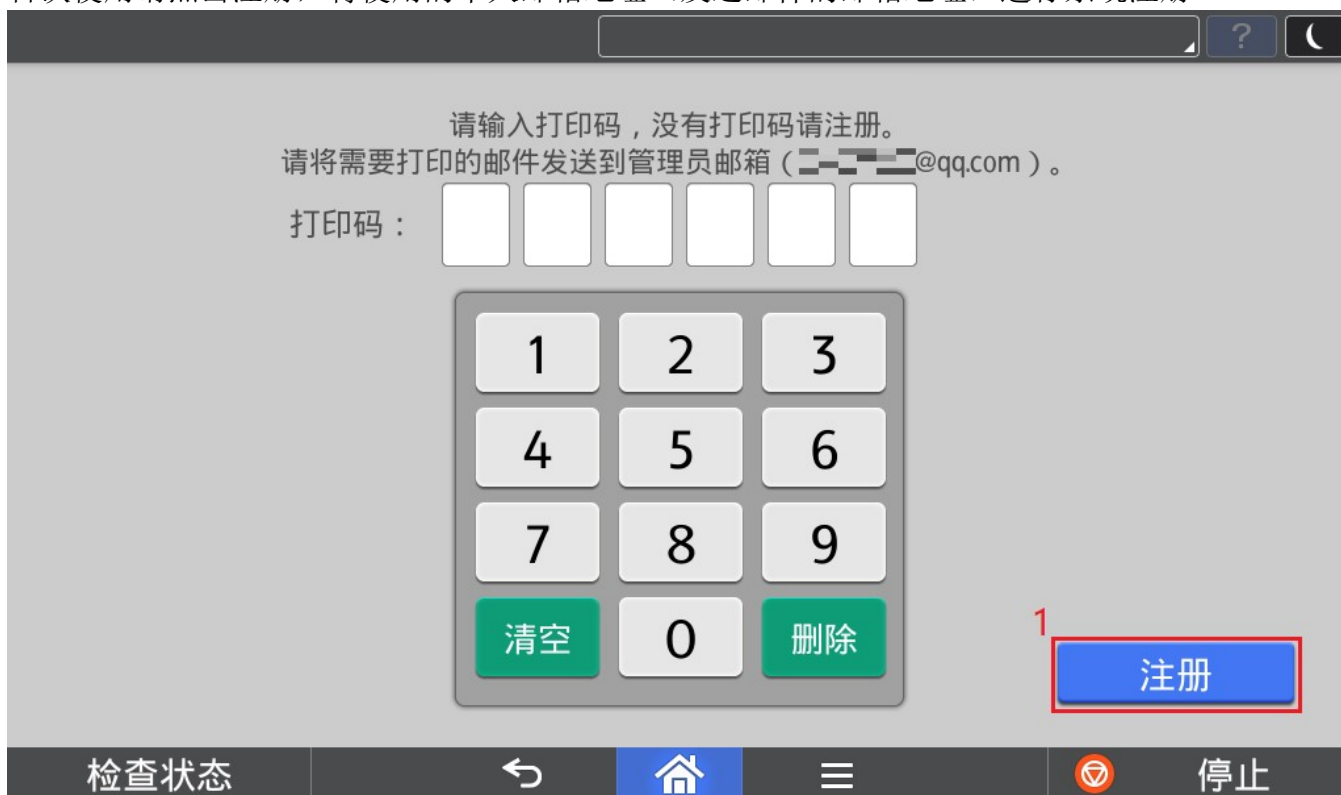 ?
请输入打印码，没有打印码请注册。
请将需要打印的邮件发送到管理员邮箱（@qq.com）。
打印码：
1 2 3
4 5 6
7 8 9
清空 0 删除
1
注册
检查状态 停止